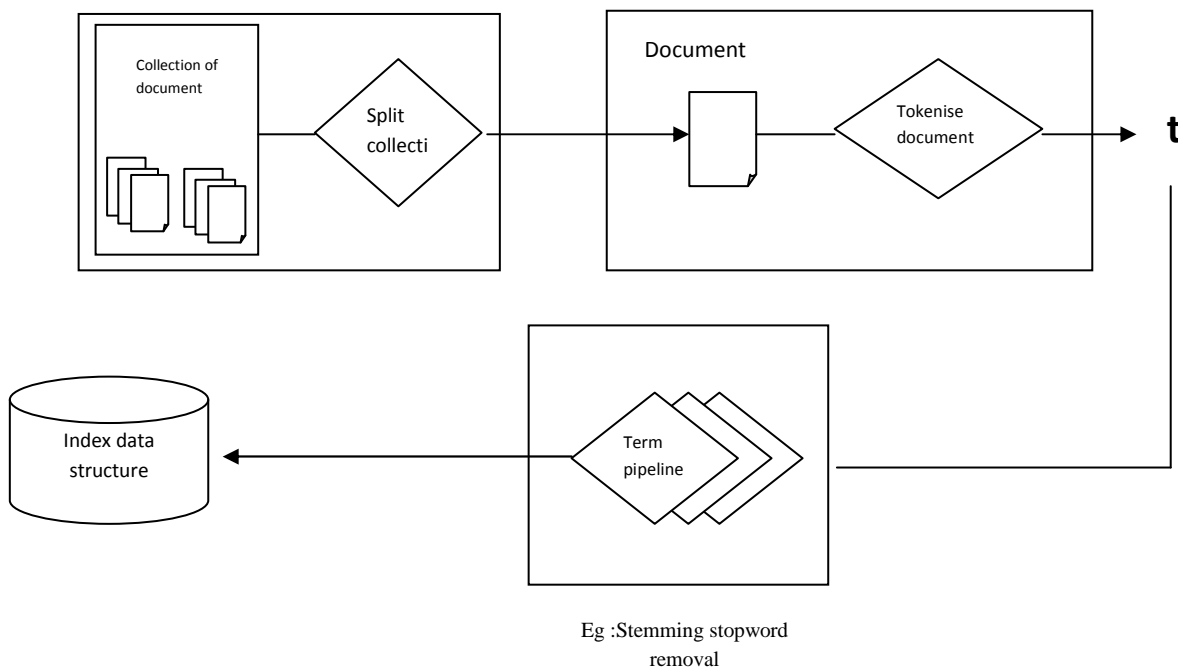 Collection of
document
Split
collecti
Document
Tokenise
document
t
Term
pipeline
Index data
structure
Eg :Stemming stopword
removal